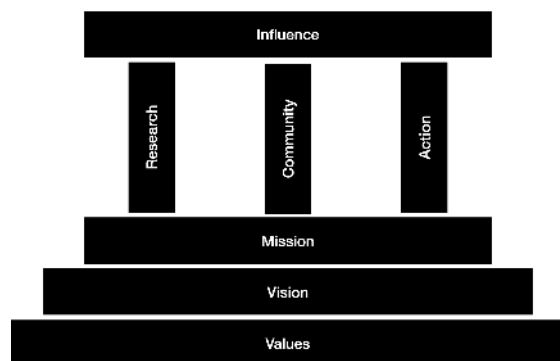 Influence
Research
Community
Action
Mission
Vision
Values